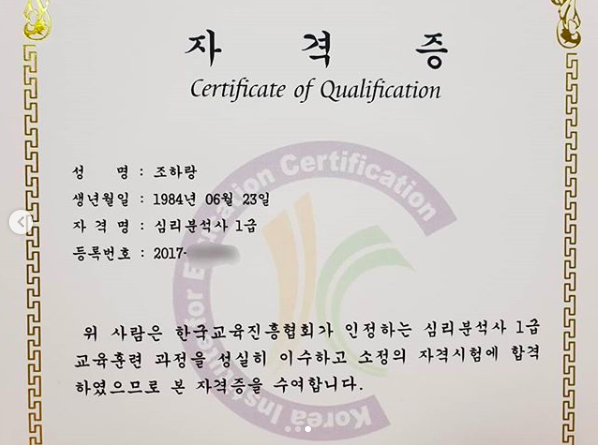 자 격 증
Certificate of Qualification
성 명 : 조하랑
생년월일 : 1984년 06월 23일
자 격 명 : 심리분석사 1급
등록번호 : 2017-
Korea Institute for Education Certification
위 사람은 한국교육진흥협회가 인정하는 심리분석사 1급
교육훈련 과정을 성실히 이수하고 소정의 자격시험에 합격
하였으므로 본 자격증을 수여합니다.